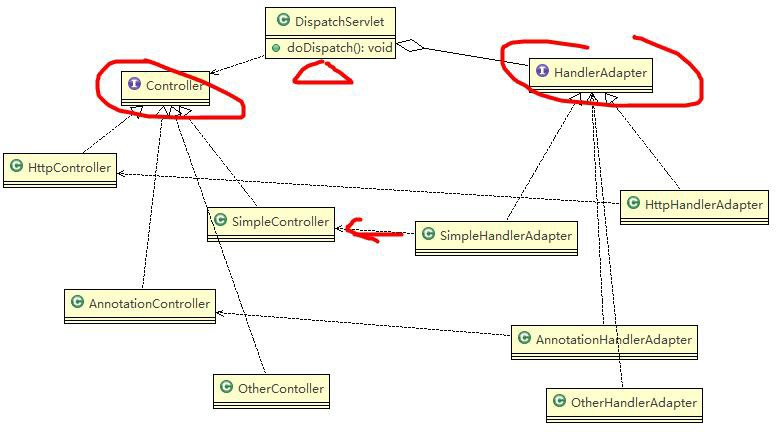 DispatchServlet
doDispatch(): void
Controller
HandlerAdapter
HttpController
HttpHandlerAdapter
SimpleController
SimpleHandlerAdapter
AnnotationController
AnnotationHandlerAdapter
OtherContoller
OtherHandlerAdapter